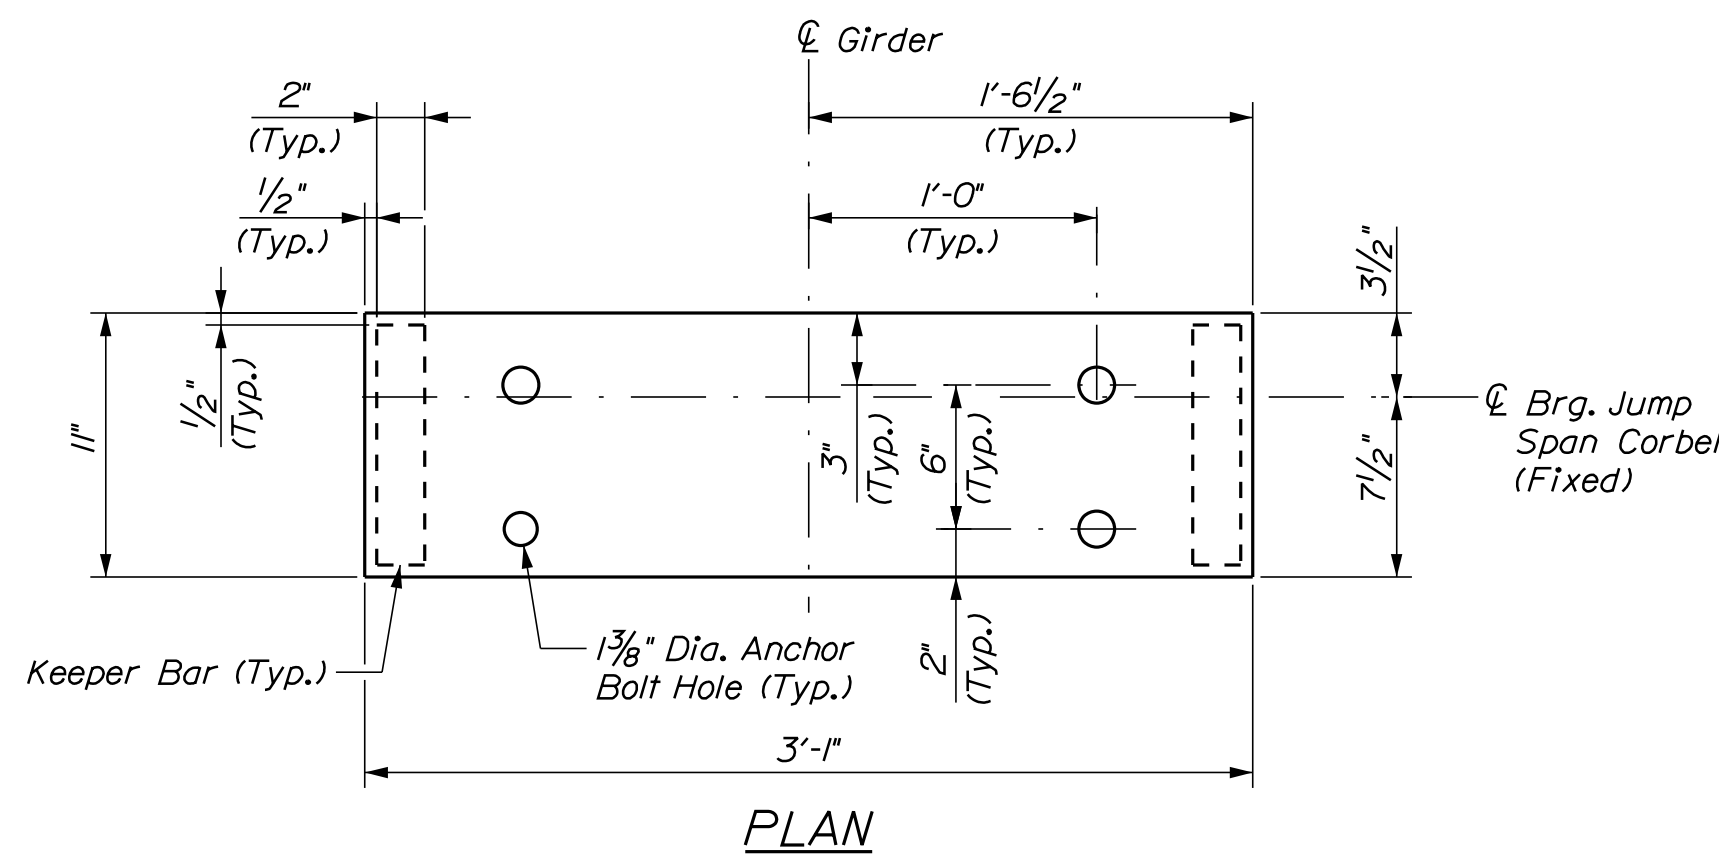 ℄ Girder
2"
(Typ.)
1'-6½"
(Typ.)
½"
(Typ.)
1'-0"
(Typ.)
3½"
½"
(Typ.)
11"
3"
(Typ.)
6"
(Typ.)
7½"
℄ Brg. Jump
Span Corbel
(Fixed)
Keeper Bar (Typ.)
1⅜" Dia. Anchor
Bolt Hole (Typ.)
2"
(Typ.)
3'-1"
PLAN